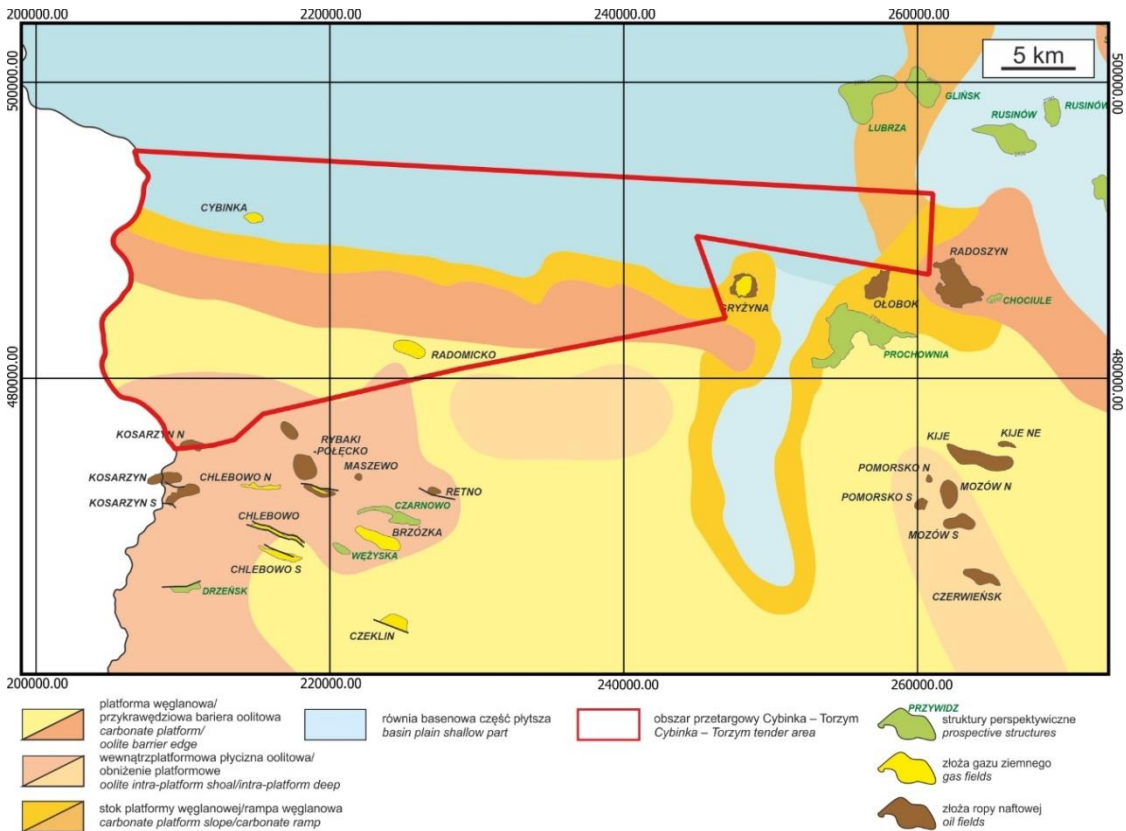 200000.00 220000.00 240000.00 260000.00
5 km
500000.00 500000.00
GLIŃSK
LUBRZA
RUSINÓW
RUSINÓW
CYBINKA
RADOSZYN
GRYŻYNA
OŁOBOK
CHOCIULE
RADOMICKO
PROCHOWNIA
480000.00 480000.00
KOSARZYN N
RYBAKI
-POŁĘCKO
KIJE
KIJE NE
MASZEWO
POMORSKO N
KOSARZYN
CHLEBOWO N
RETNO
MOZÓW N
KOSARZYN S
CZARNOWO
POMORSKO S
CHLEBOWO
BRZÓZKA
MOZÓW S
WĘŻYSKA
CHLEBOWO S
CZERWIEŃSK
DRZEŃSK
CZEKLIN
200000.00 220000.00 240000.00 260000.00
platforma węglanowa/
przykrawędziowa bariera oolitowa
carbonate platform/
oolite barrier edge
wewnątrzplatformowa płycizna oolitowa/
obniżenie platformowe
oolite intra-platform shoal/intra-platform deep
stok platformy węglanowej/rampa węglanowa
carbonate platform slope/carbonate ramp
równia basenowa część płytsza
basin plain shallow part
obszar przetargowy Cybinka – Torzym
Cybinka – Torzym tender area
PRZYWIDZ
struktury perspektywiczne
prospective structures
złoża gazu ziemnego
gas fields
złoża ropy naftowej
oil fields